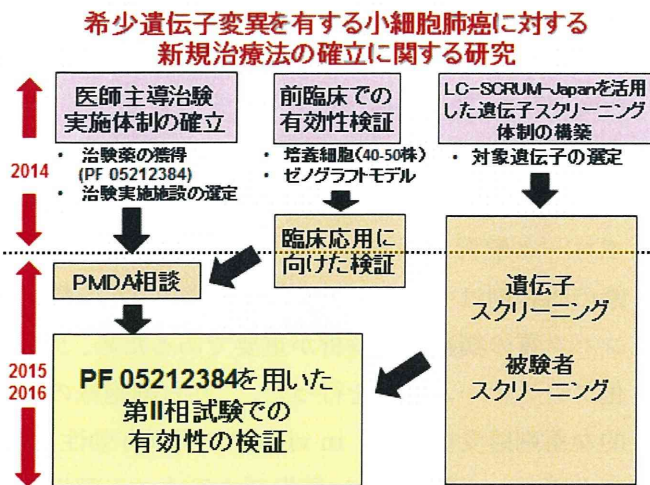 希少遺伝子変異を有する小細胞肺癌に対する
新規治療法の確立に関する研究
医師主導治験
実施体制の確立
・ 治験薬の獲得
(PF 05212384)
・ 治験実施施設の選定
前臨床での
有効性検証
・ 培養細胞(40-50株)
・ ゼノグラフトモデル
LC-SCRUM-Japanを活用
した遺伝子スクリーニング
体制の構築
・ 対象遺伝子の選定
2014
臨床応用に
向けた検証
PMDA相談
遺伝子
スクリーニング
被験者
スクリーニング
2015
2016
PF 05212384を用いた
第II相試験での
有効性の検証